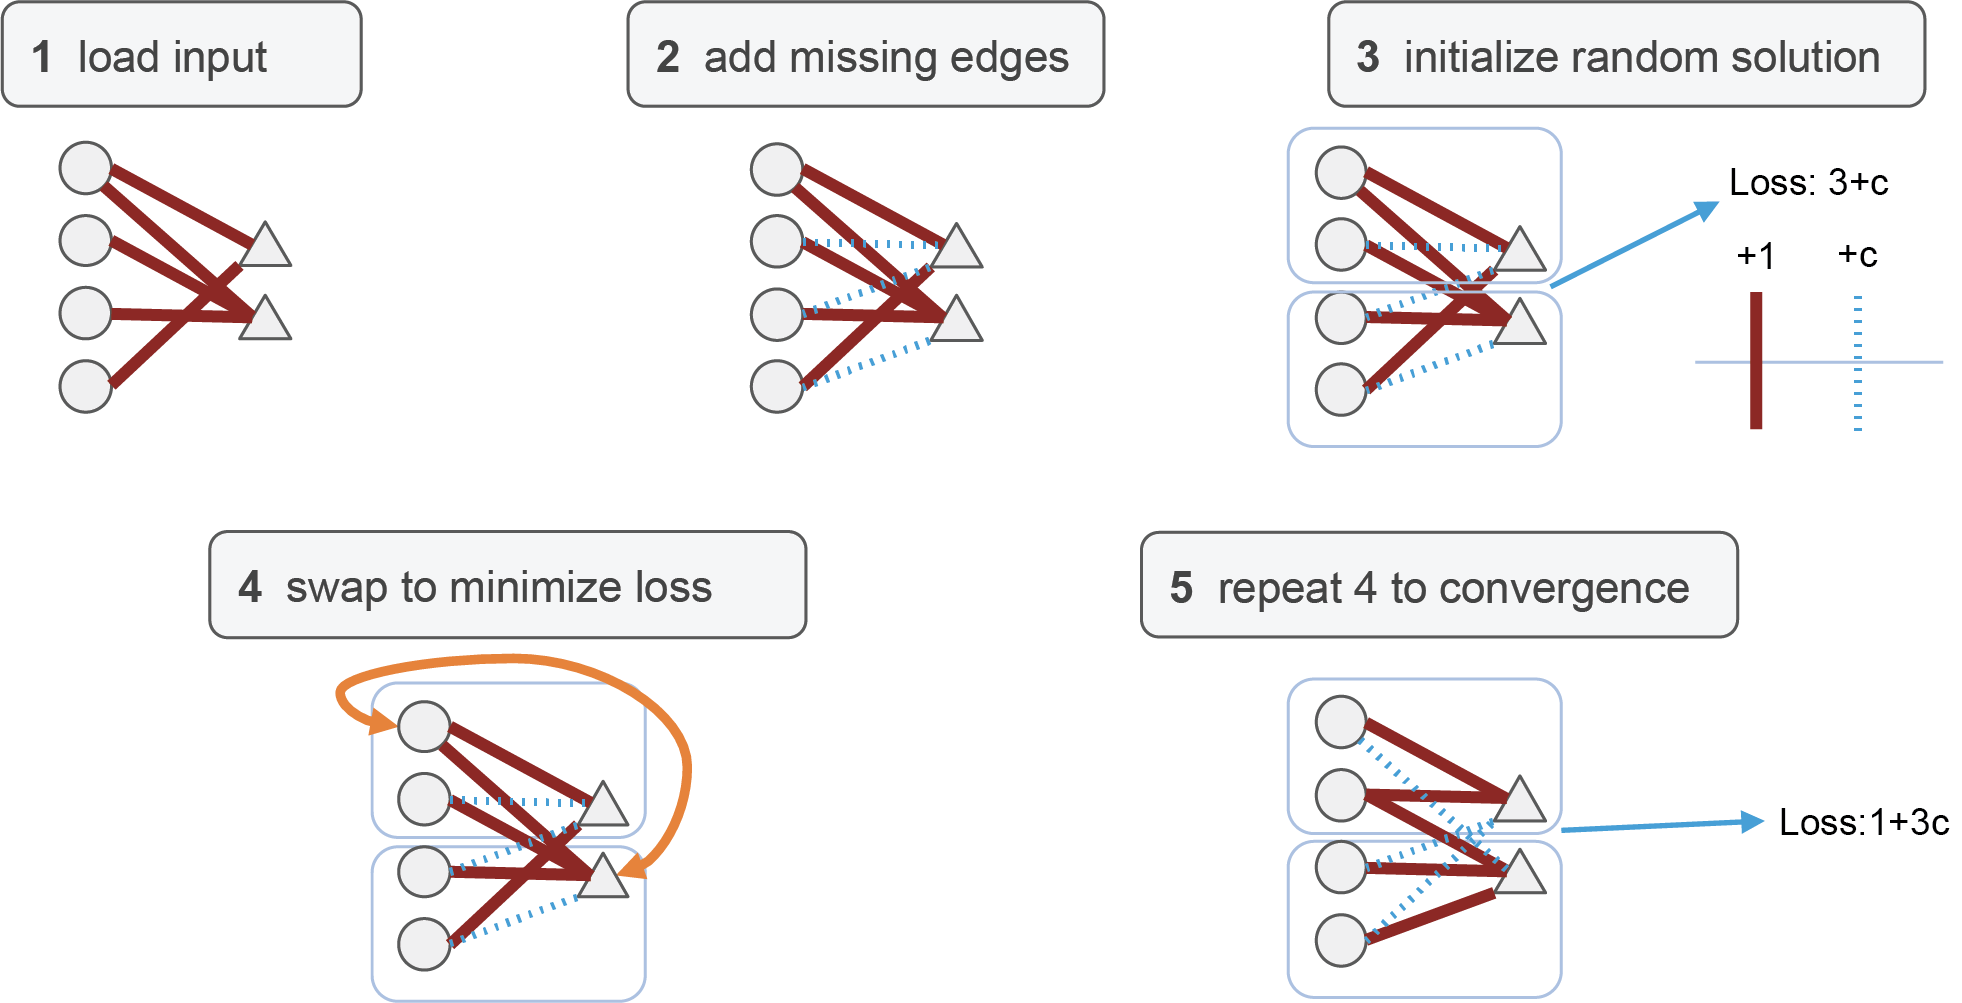 1 load input
2 add missing edges
3 initialize random solution
Loss: 3+c
+1 +c
4 swap to minimize loss
5 repeat 4 to convergence
Loss:1+3c